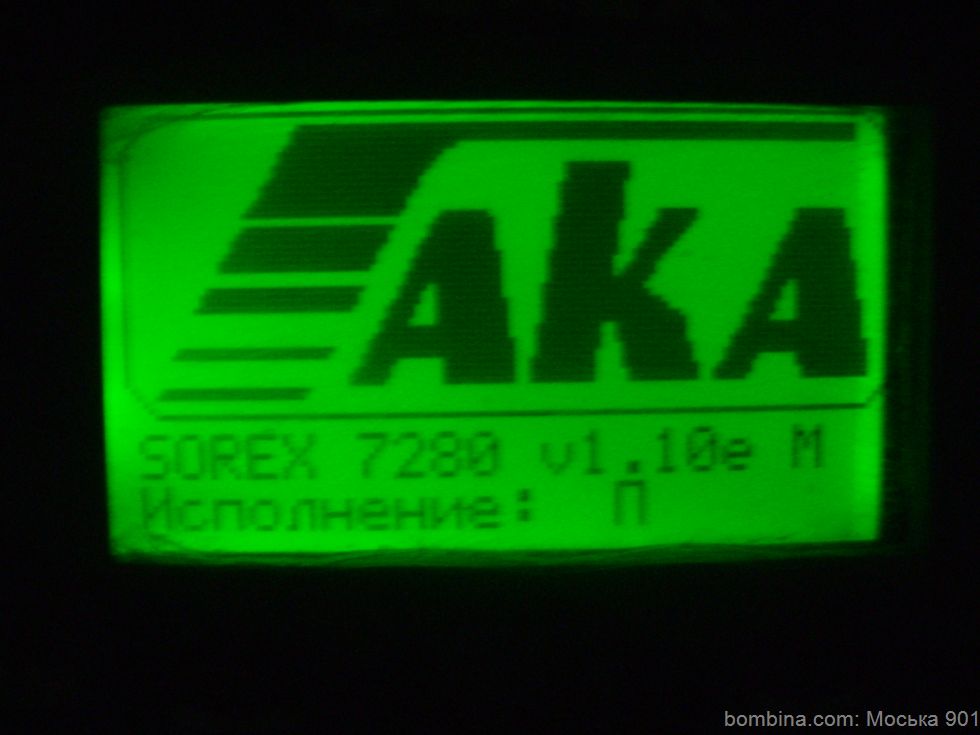 AKA
SOREX 7280 v1.10e M
Исполнение: П
bombina.com: Моська 901